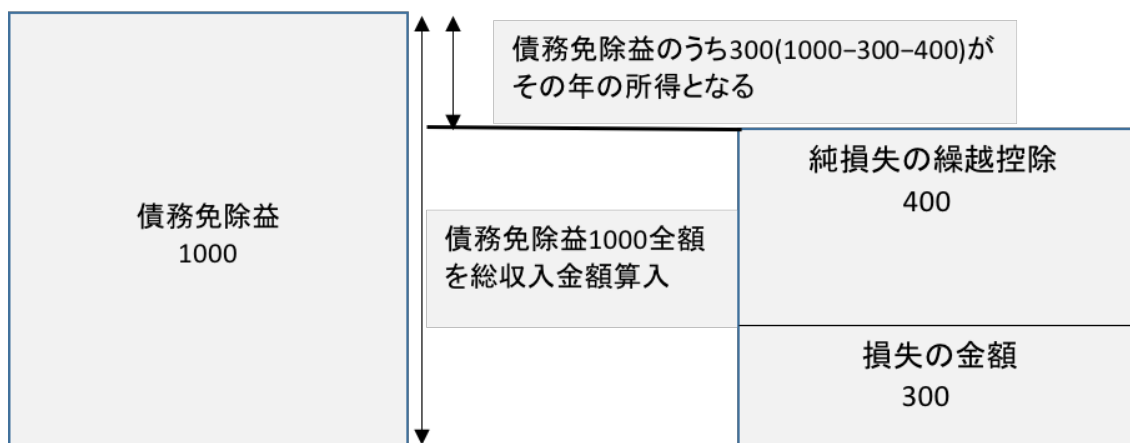 債務免除益
1000
債務免除益のうち300(1000−300−400)が
その年の所得となる
債務免除益1000全額
を総収入金額算入
純損失の繰越控除
400
損失の金額
300